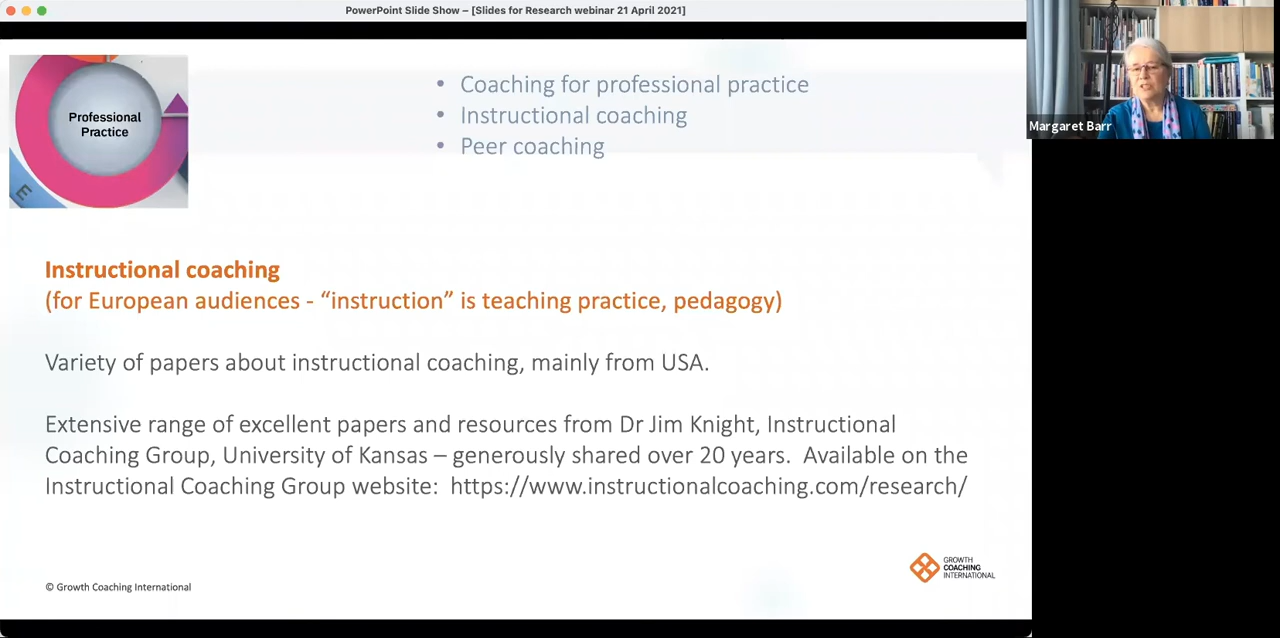 PowerPoint Slide Show – [Slides for Research webinar 21 April 2021]
Professional
Practice
E
• Coaching for professional practice
• Instructional coaching
• Peer coaching
Margaret Barr
Instructional coaching
(for European audiences - “instruction” is teaching practice, pedagogy)
Variety of papers about instructional coaching, mainly from USA.
Extensive range of excellent papers and resources from Dr Jim Knight, Instructional
Coaching Group, University of Kansas – generously shared over 20 years.  Available on the
Instructional Coaching Group website:  https://www.instructionalcoaching.com/research/
GROWTH
COACHING
INTERNATIONAL
© Growth Coaching International